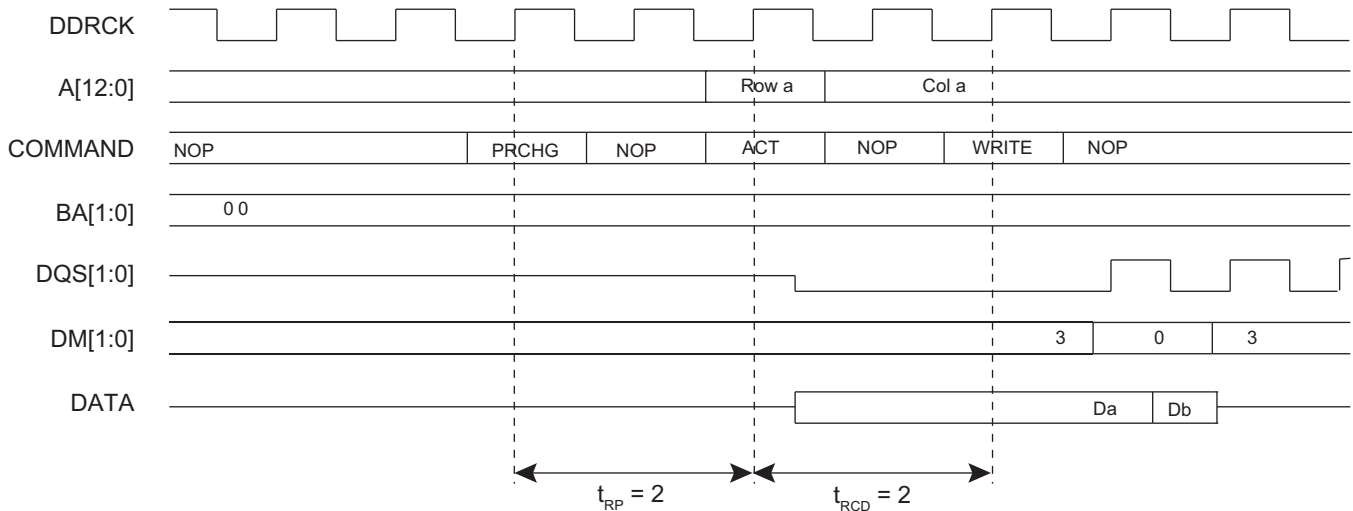 DDRCK
A[12:0] Row a Col a
COMMAND NOP PRCHG NOP ACT NOP WRITE NOP
BA[1:0] 0 0
DQS[1:0]
DM[1:0] 3 0 3
DATA Da Db
tRP = 2 tRCD = 2